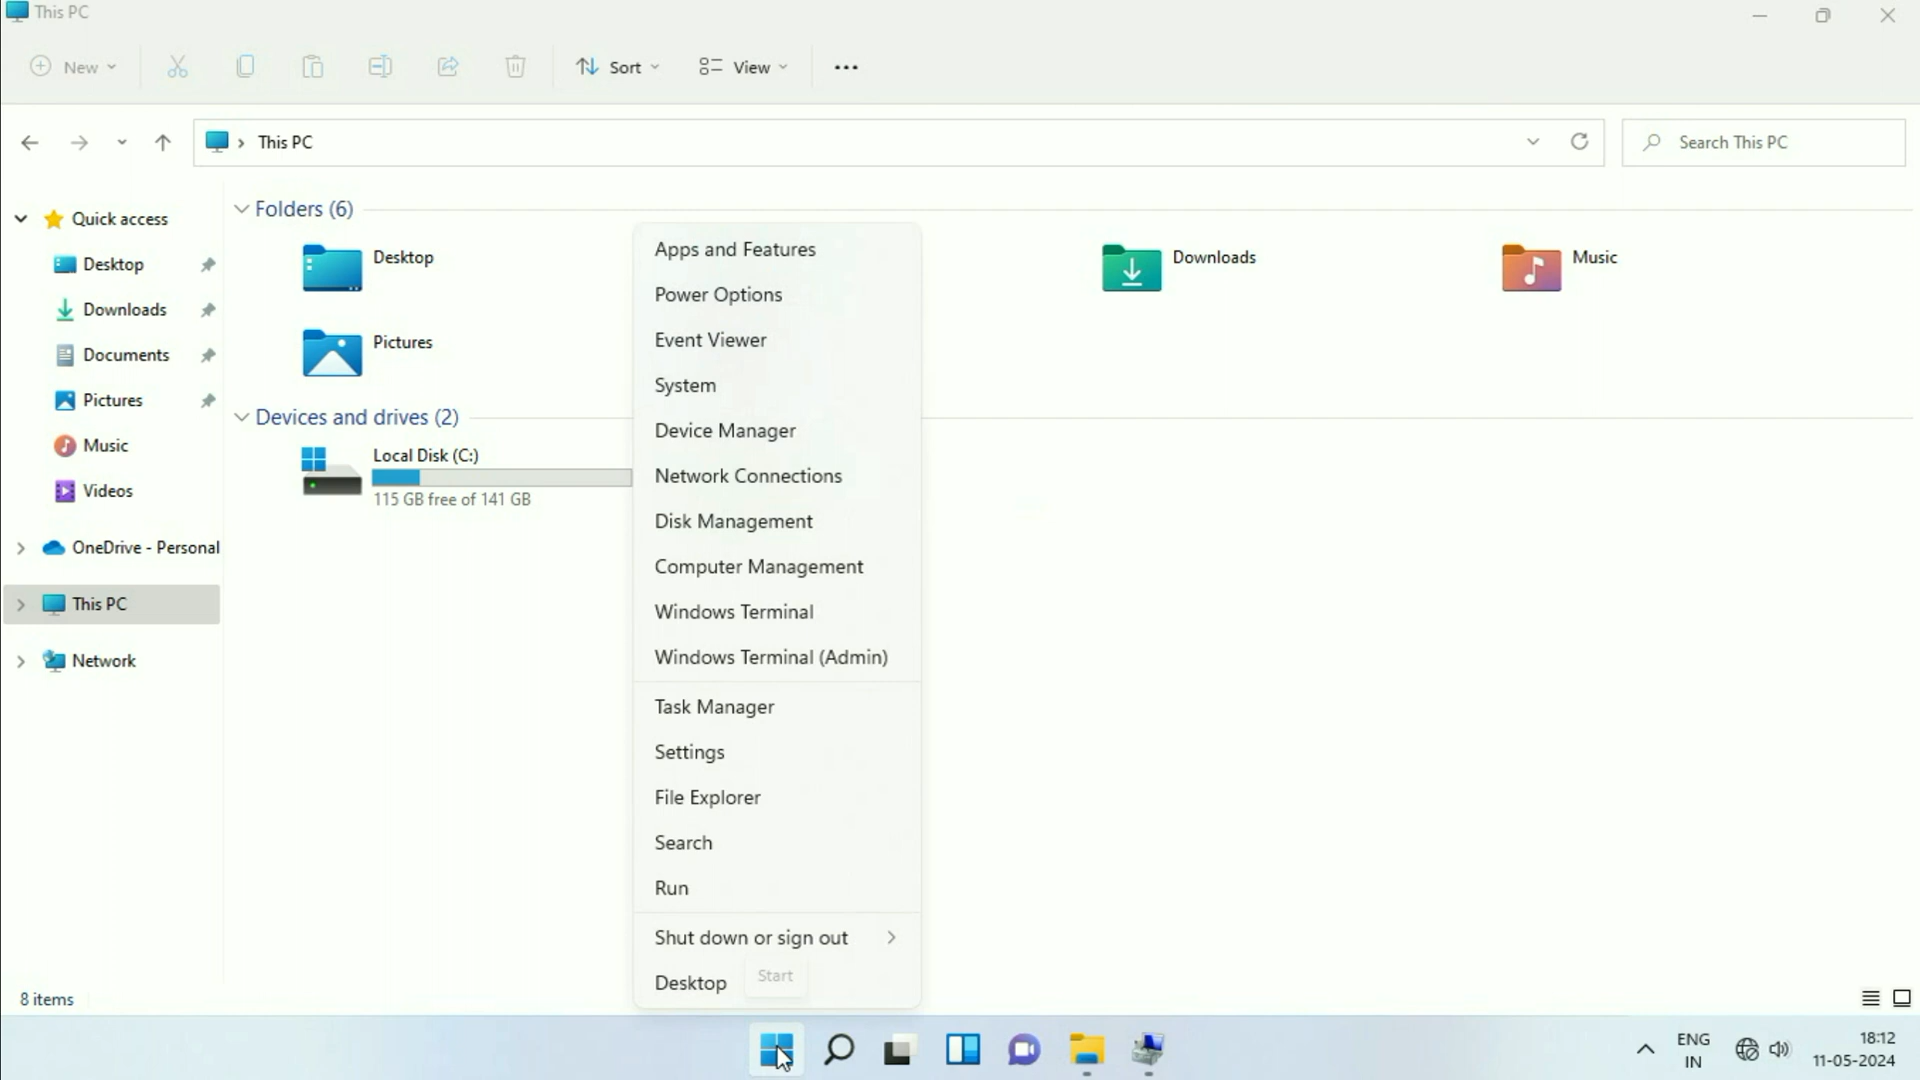 This PC
New
Sort
View
This PC
Search This PC
Quick access
Desktop
Downloads
Documents
Pictures
Music
Videos
OneDrive - Personal
This PC
Network
Folders (6)
Desktop
Downloads
Music
Pictures
Devices and drives (2)
Local Disk (C:)
115 GB free of 141 GB
Apps and Features
Power Options
Event Viewer
System
Device Manager
Network Connections
Disk Management
Computer Management
Windows Terminal
Windows Terminal (Admin)
Task Manager
Settings
File Explorer
Search
Run
Shut down or sign out
Desktop
Start
8 items
ENG
IN
18:12
11-05-2024